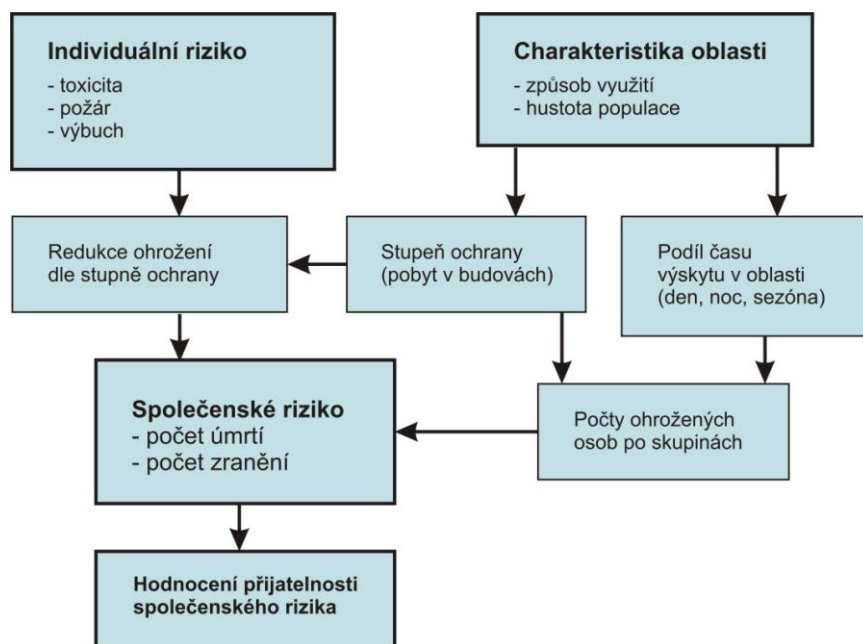 Individuální riziko
- toxicita
- požár
- výbuch
Charakteristika oblasti
- způsob využití
- hustota populace
Redukce ohrožení
dle stupně ochrany
Stupeň ochrany
(pobyt v budovách)
Podíl času
výskytu v oblasti
(den, noc, sezóna)
Společenské riziko
- počet úmrtí
- počet zranění
Počty ohrožených
osob po skupinách
Hodnocení přijatelnosti
společenského rizika